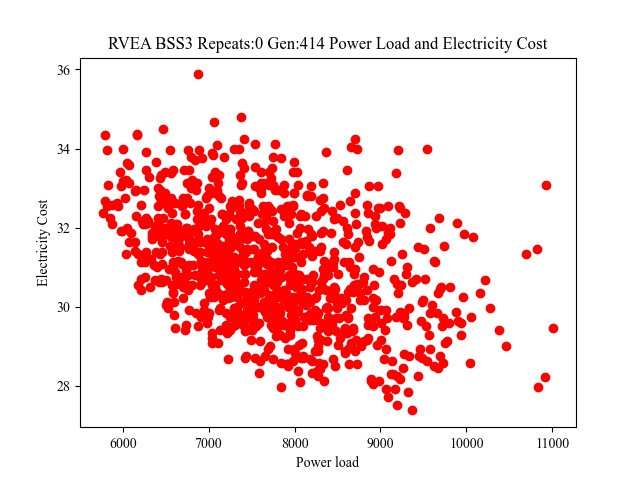 RVEA BSS3 Repeats:0 Gen:414 Power Load and Electricity Cost
36
34
32
30
28
Electricity Cost
6000 7000 8000 9000 10000 11000
Power load